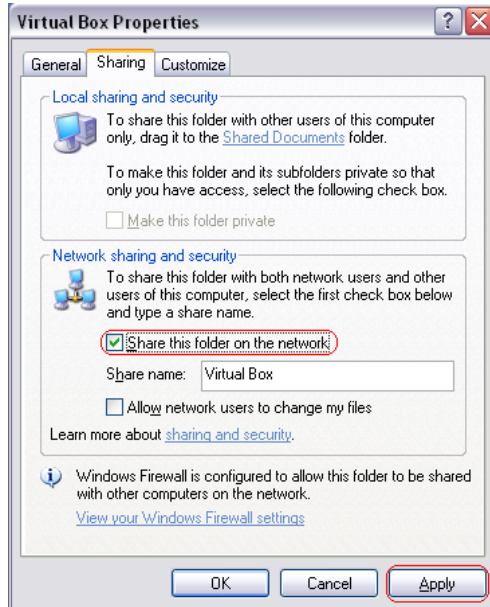 Virtual Box Properties
General Sharing Customize
Local sharing and security
To share this folder with other users of this computer
only, drag it to the Shared Documents folder.
To make this folder and its subfolders private so that
only you have access, select the following check box.
Make this folder private
Network sharing and security
To share this folder with both network users and other
users of this computer, select the first check box below
and type a share name.
Share this folder on the network
Share name: Virtual Box
Allow network users to change my files
Learn more about sharing and security.
Windows Firewall is configured to allow this folder to be shared
with other computers on the network.
View your Windows Firewall settings
OK Cancel Apply